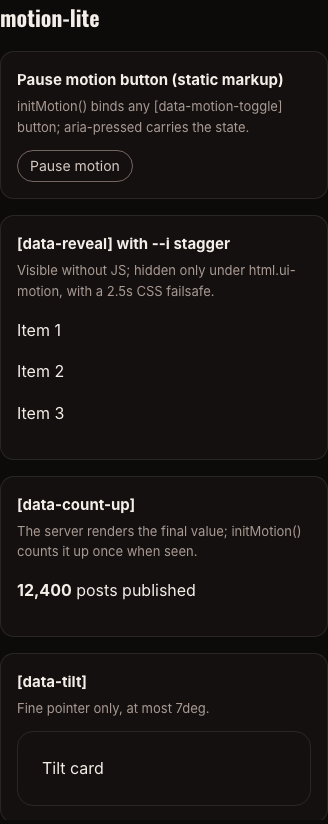 motion-lite
Pause motion button (static markup)
initMotion() binds any [data-motion-toggle]
button; aria-pressed carries the state.
Pause motion
[data-reveal] with --i stagger
Visible without JS; hidden only under html.ui-
motion, with a 2.5s CSS failsafe.
Item 1
Item 2
Item 3
[data-count-up]
The server renders the final value; initMotion()
counts it up once when seen.
12,400 posts published
[data-tilt]
Fine pointer only, at most 7deg.
Tilt card